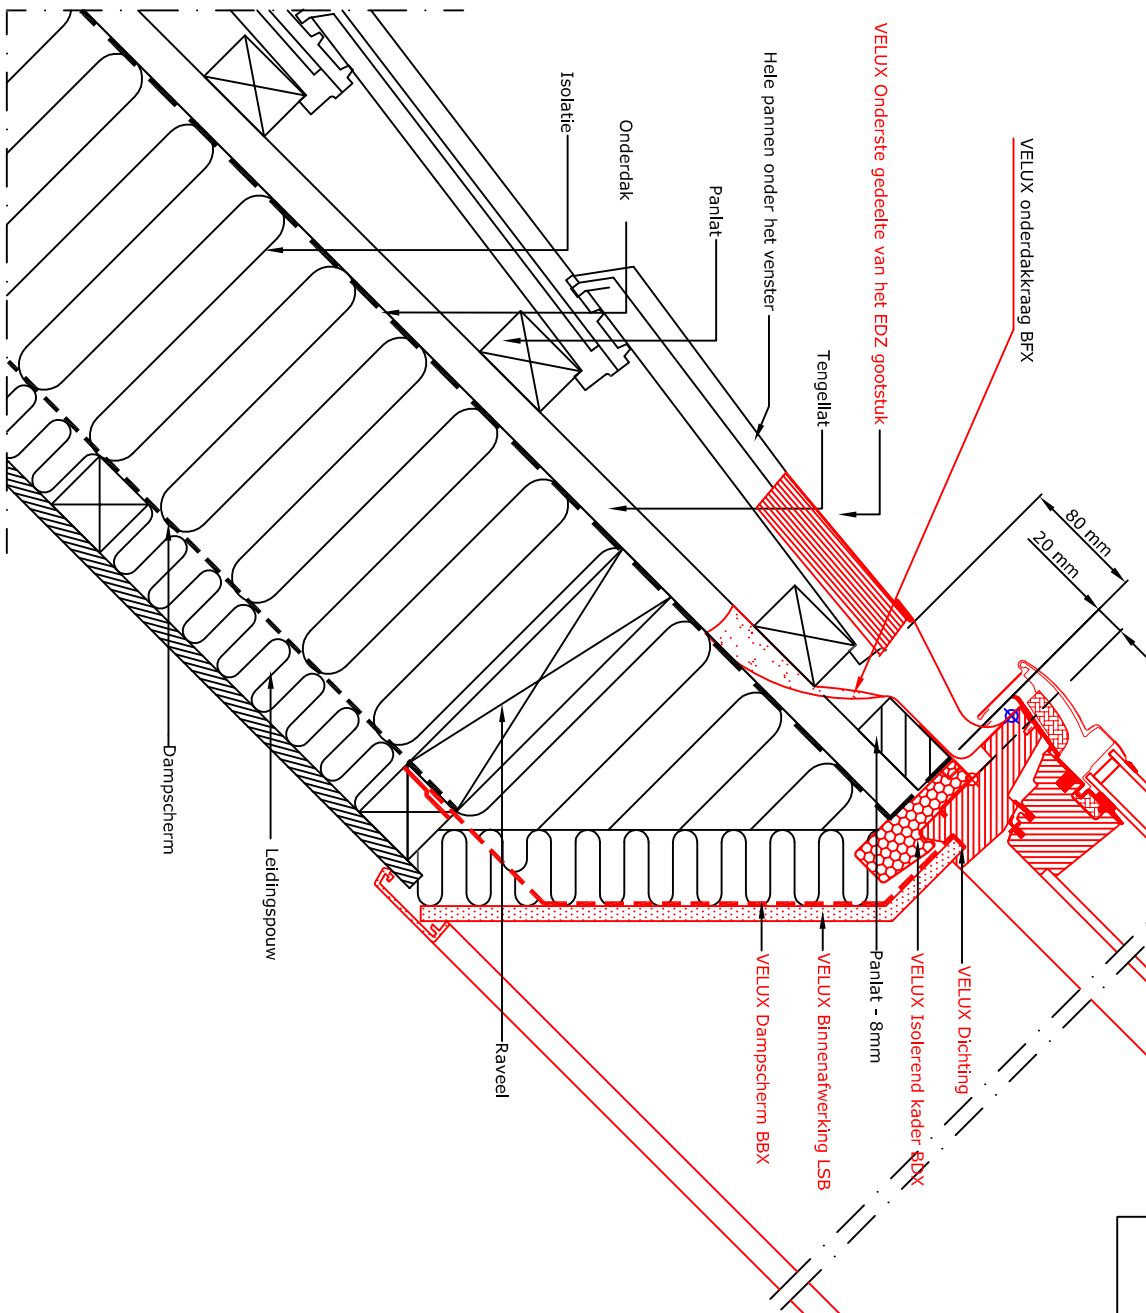 VELUX onderdakkraag BFX
VELUX Onderste gedeelte van het EDZ gootstuk
Hele pannen onder het venster
Panlat
Onderdak
Isolatie
Tengellat
80 mm
20 mm
Dampscherm
Leidingspouw
Raveel
VELUX Dampscherm BBX
VELUX Binnenafwerking LSB
Panlat - 8mm
VELUX Isolerend kader BDX
VELUX Dichting